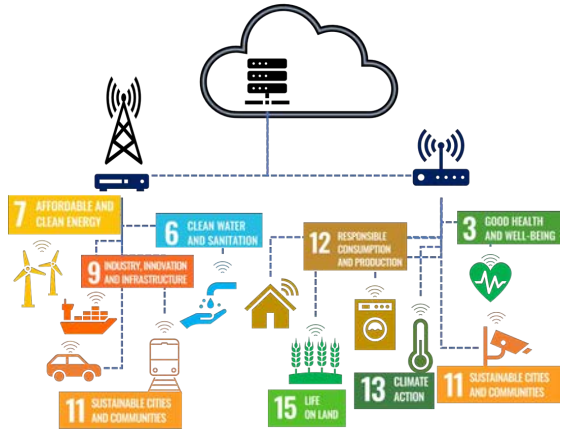 7 AFFORDABLE AND
CLEAN ENERGY
6 CLEAN WATER
AND SANITATION
3 GOOD HEALTH
AND WELL-BEING
12 RESPONSIBLE
CONSUMPTION
AND PRODUCTION
9 INDUSTRY, INNOVATION
AND INFRASTRUCTURE
11 SUSTAINABLE CITIES
AND COMMUNITIES
15 LIFE
ON LAND
13 CLIMATE
ACTION
11 SUSTAINABLE CITIES
AND COMMUNITIES